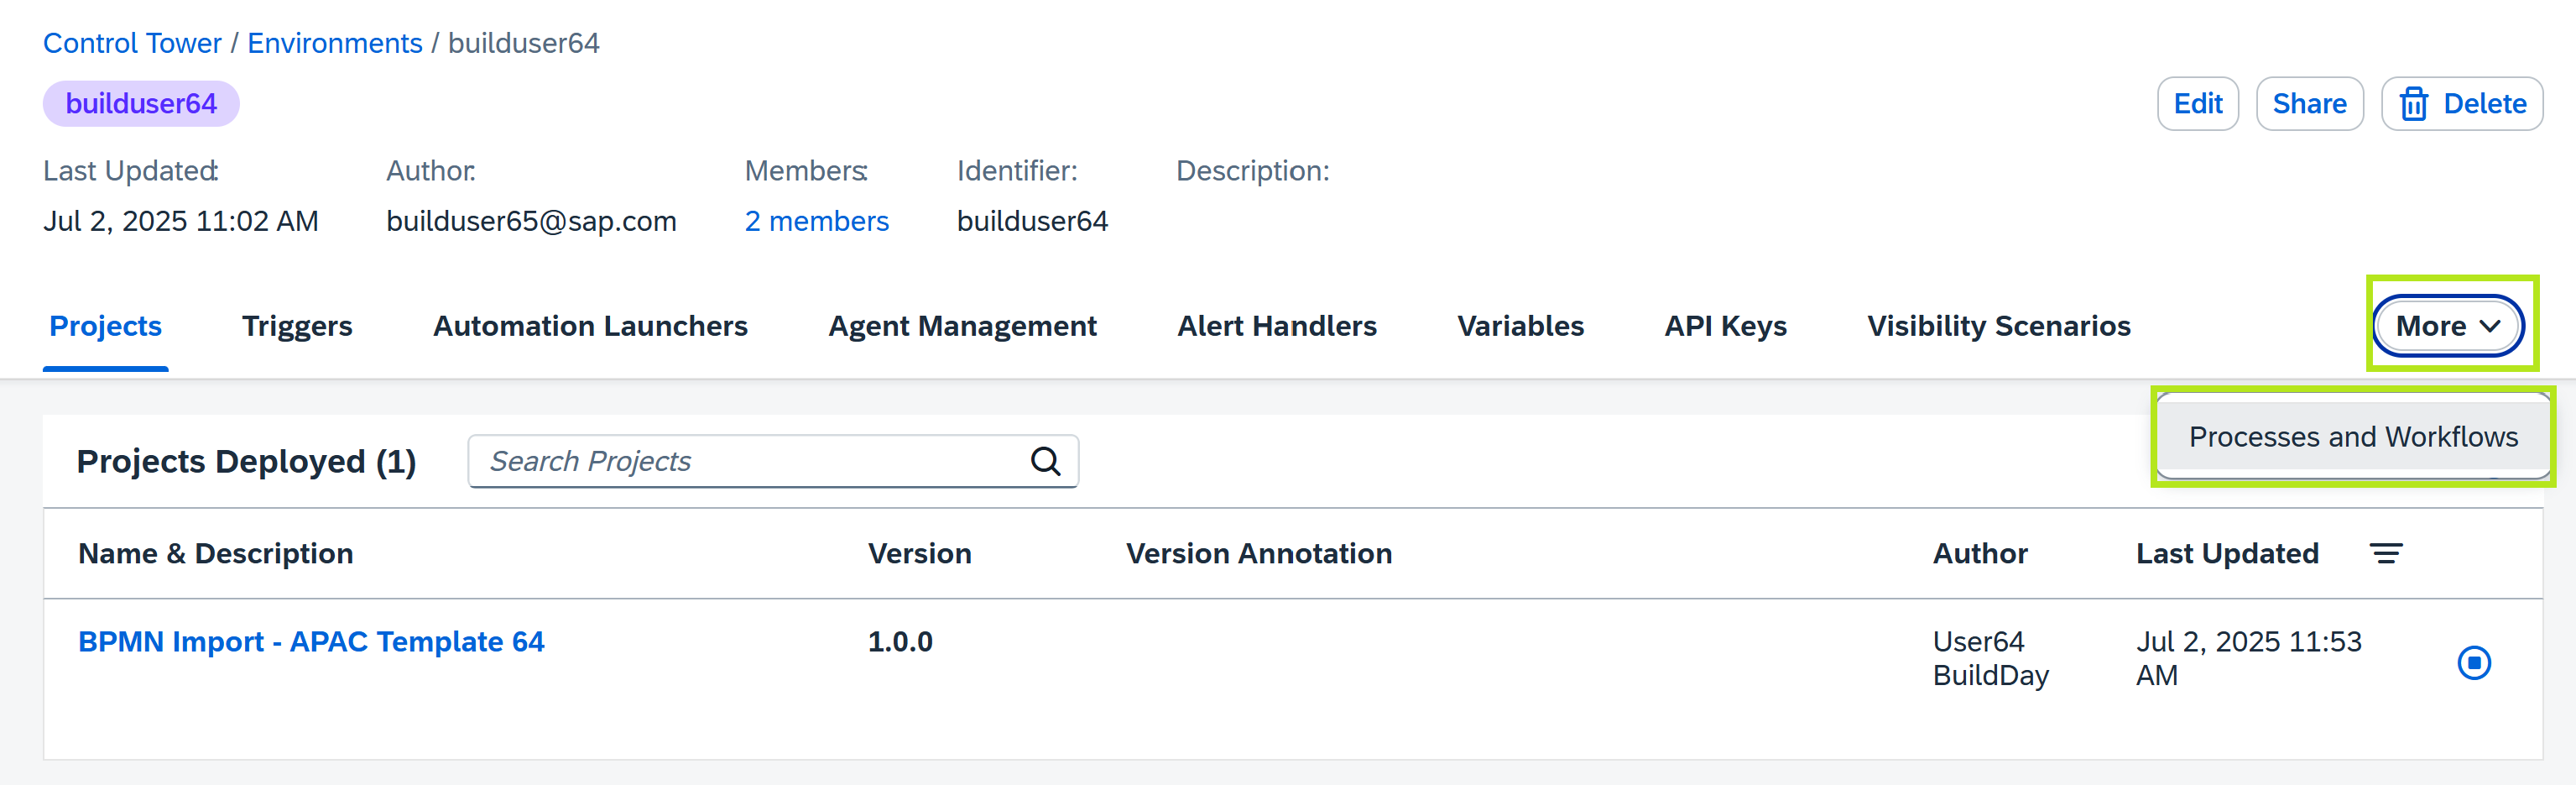 Control Tower / Environments / builduser64
builduser64
Edit
Share
Delete
Last Updated:
Author:
Members:
Identifier:
Description:
Jul 2, 2025 11:02 AM
builduser65@sap.com
2 members
builduser64
Projects
Triggers
Automation Launchers
Agent Management
Alert Handlers
Variables
API Keys
Visibility Scenarios
More
Processes and Workflows
Projects Deployed (1)
Search Projects
Name & Description
Version
Version Annotation
Author
Last Updated
BPMN Import - APAC Template 64
1.0.0
User64
BuildDay
Jul 2, 2025 11:53
AM